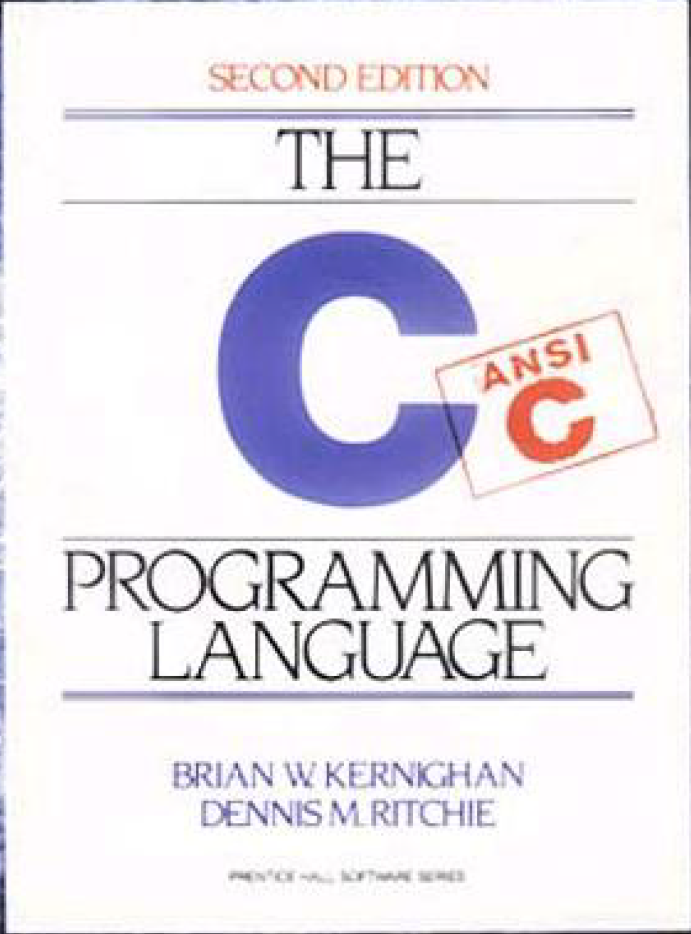 SECOND EDITION
THE
C
ANSI
C
PROGRAMMING
LANGUAGE
BRIAN W. KERNIGHAN
DENNIS M. RITCHIE
PRENTICE HALL SOFTWARE SERIES